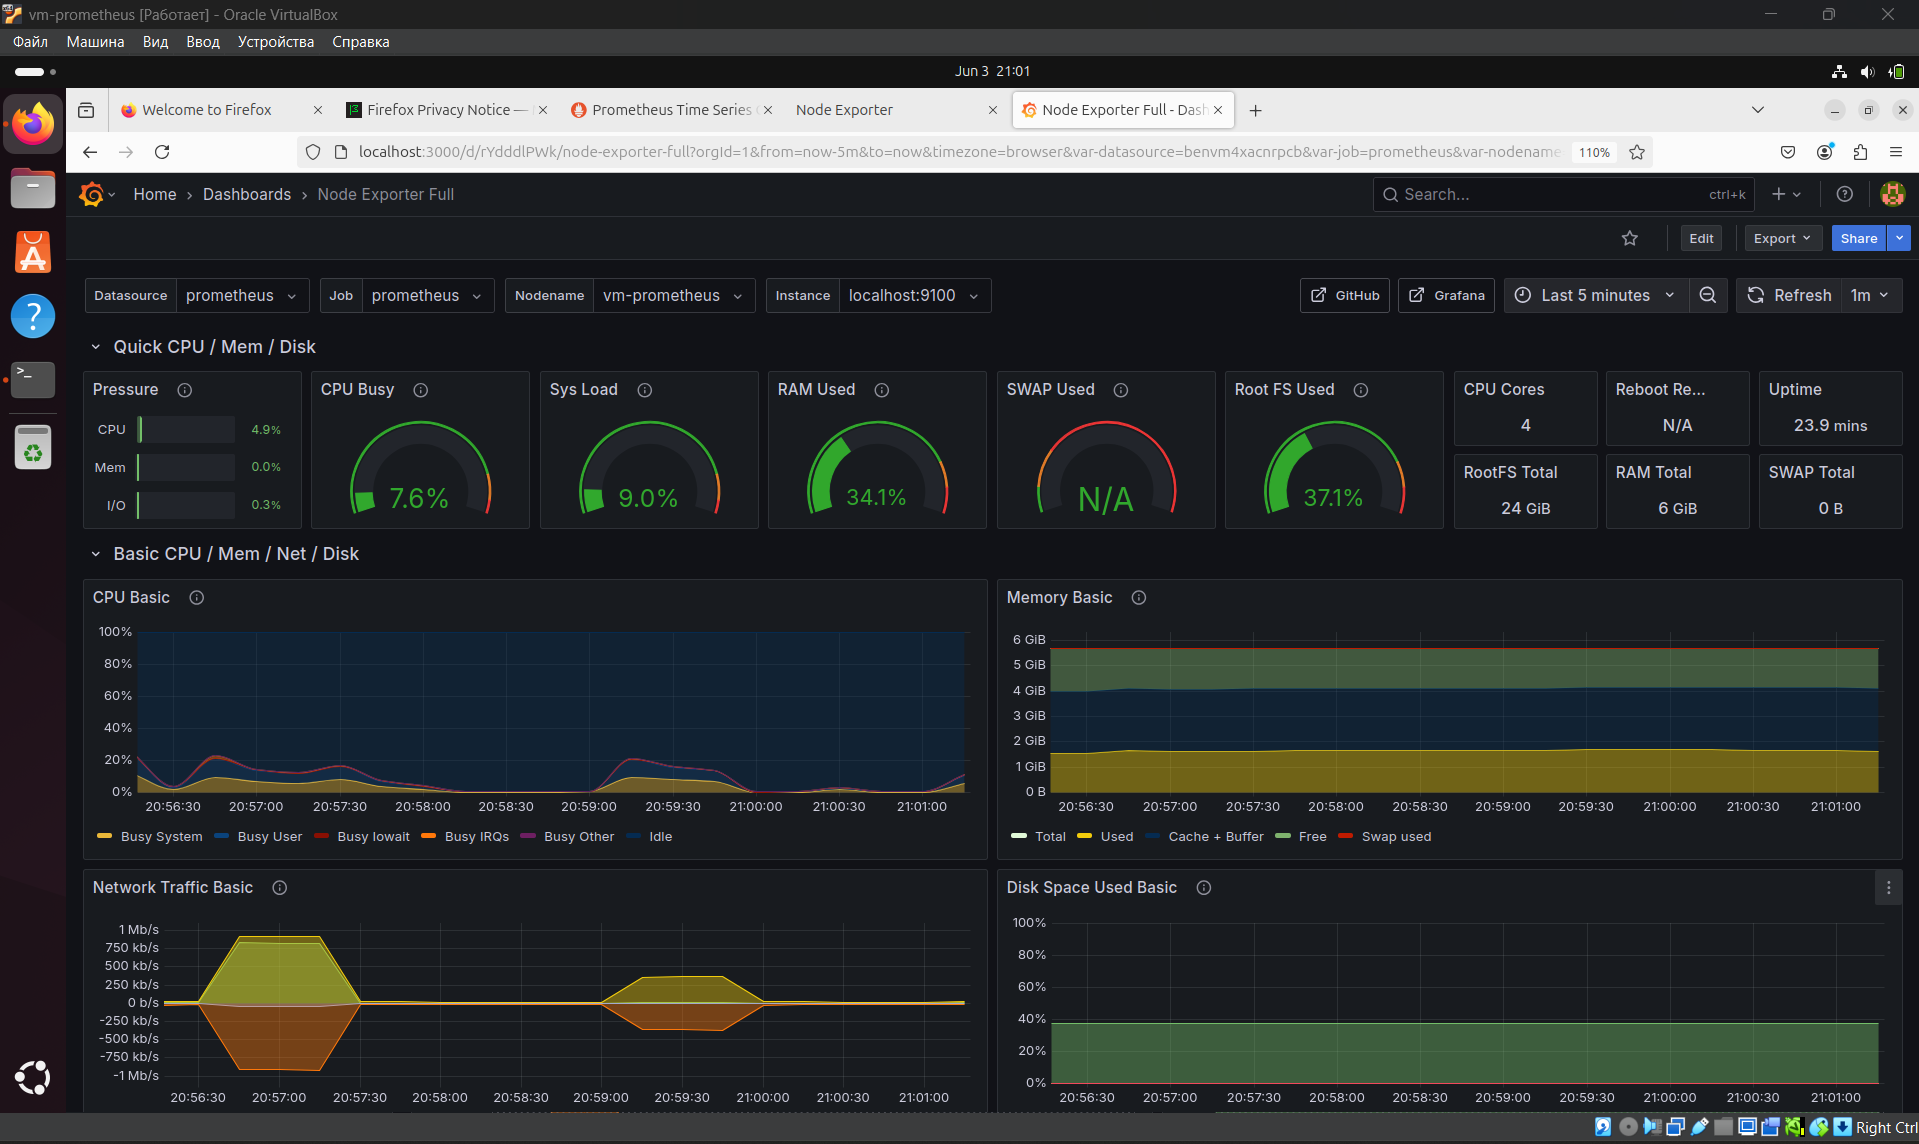 vm-prometheus [Работает] - Oracle VirtualBox
Файл Машина Вид Ввод Устройства Справка
Jun 3 21:01
Welcome to Firefox Firefox Privacy Notice — Prometheus Time Series Node Exporter Node Exporter Full - Dash
localhost:3000/d/rYdddlPWk/node-exporter-full?orgId=1&from=now-5m&to=now&timezone=browser&var-datasource=benvm4xacnrpcb&var-job=prometheus&var-nodename 110%
Home › Dashboards › Node Exporter Full Search... ctrl+k
Edit Export Share
Datasource prometheus Job prometheus Nodename vm-prometheus Instance localhost:9100 GitHub Grafana Last 5 minutes Refresh 1m
Quick CPU / Mem / Disk
Pressure CPU Busy Sys Load RAM Used SWAP Used Root FS Used CPU Cores Reboot Re... Uptime
CPU 4.9% 4 N/A 23.9 mins
Mem 0.0% RootFS Total RAM Total SWAP Total
I/O 0.3% 7.6% 9.0% 34.1% N/A 37.1% 24 GiB 6 GiB 0 B
Basic CPU / Mem / Net / Disk
CPU Basic
100%
80%
60%
40%
20%
0%
20:56:30 20:57:00 20:57:30 20:58:00 20:58:30 20:59:00 20:59:30 21:00:00 21:00:30 21:01:00
Busy System Busy User Busy Iowait Busy IRQs Busy Other Idle
Memory Basic
6 GiB
5 GiB
4 GiB
3 GiB
2 GiB
1 GiB
0 B
20:56:30 20:57:00 20:57:30 20:58:00 20:58:30 20:59:00 20:59:30 21:00:00 21:00:30 21:01:00
Total Used Cache + Buffer Free Swap used
Network Traffic Basic
1 Mb/s
750 kb/s
500 kb/s
250 kb/s
0 b/s
-250 kb/s
-500 kb/s
-750 kb/s
-1 Mb/s
20:56:30 20:57:00 20:57:30 20:58:00 20:58:30 20:59:00 20:59:30 21:00:00 21:00:30 21:01:00
Disk Space Used Basic
100%
80%
60%
40%
20%
0%
20:56:30 20:57:00 20:57:30 20:58:00 20:58:30 20:59:00 20:59:30 21:00:00 21:00:30 21:01:00
Right Ctrl